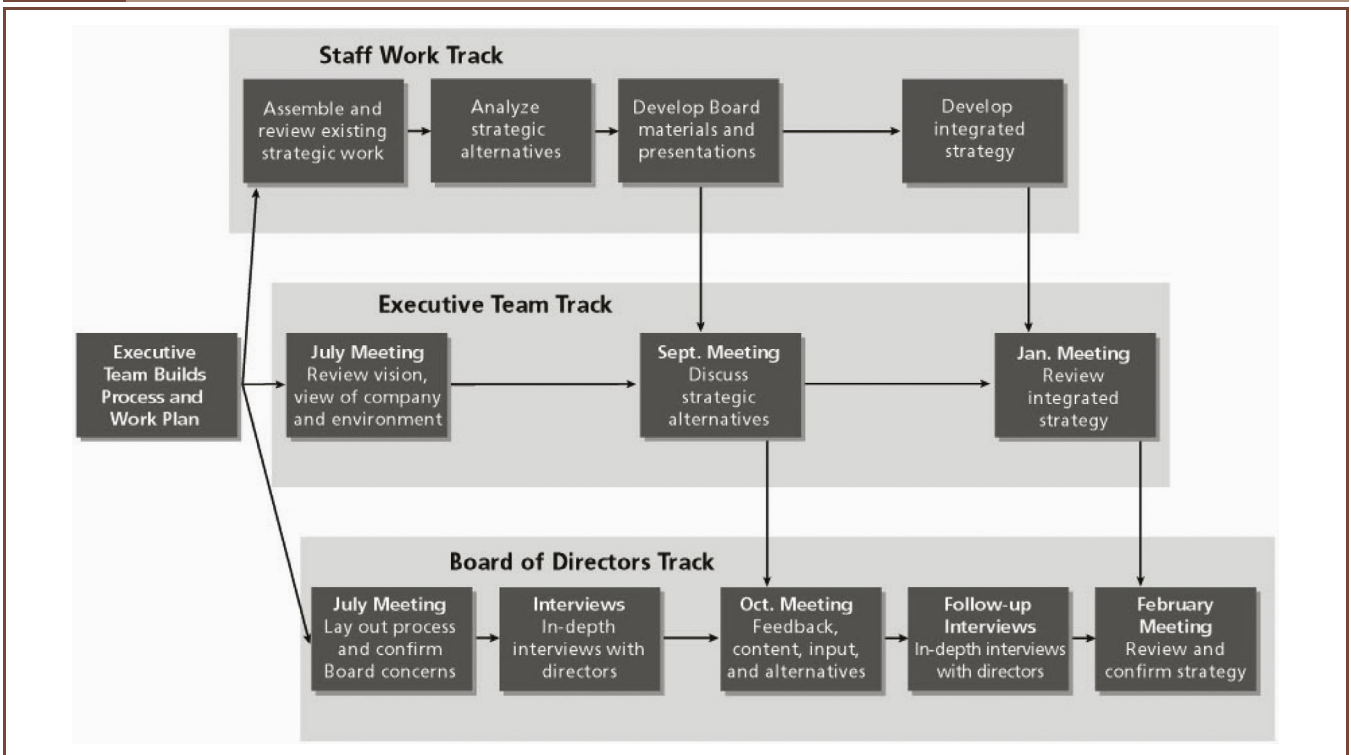 Staff Work Track
Assemble and
review existing
strategic work
Analyze
strategic
alternatives
Develop Board
materials and
presentations
Develop
integrated
strategy
Executive Team Track
Executive
Team Builds
Process and
Work Plan
July Meeting
Review vision,
view of company
and environment
Sept. Meeting
Discuss
strategic
alternatives
Jan. Meeting
Review
integrated
strategy
Board of Directors Track
July Meeting
Lay out process
and confirm
Board concerns
Interviews
In-depth
interviews with
directors
Oct. Meeting
Feedback,
content, input,
and alternatives
Follow-up
Interviews
In-depth interviews
with directors
February
Meeting
Review and
confirm strategy